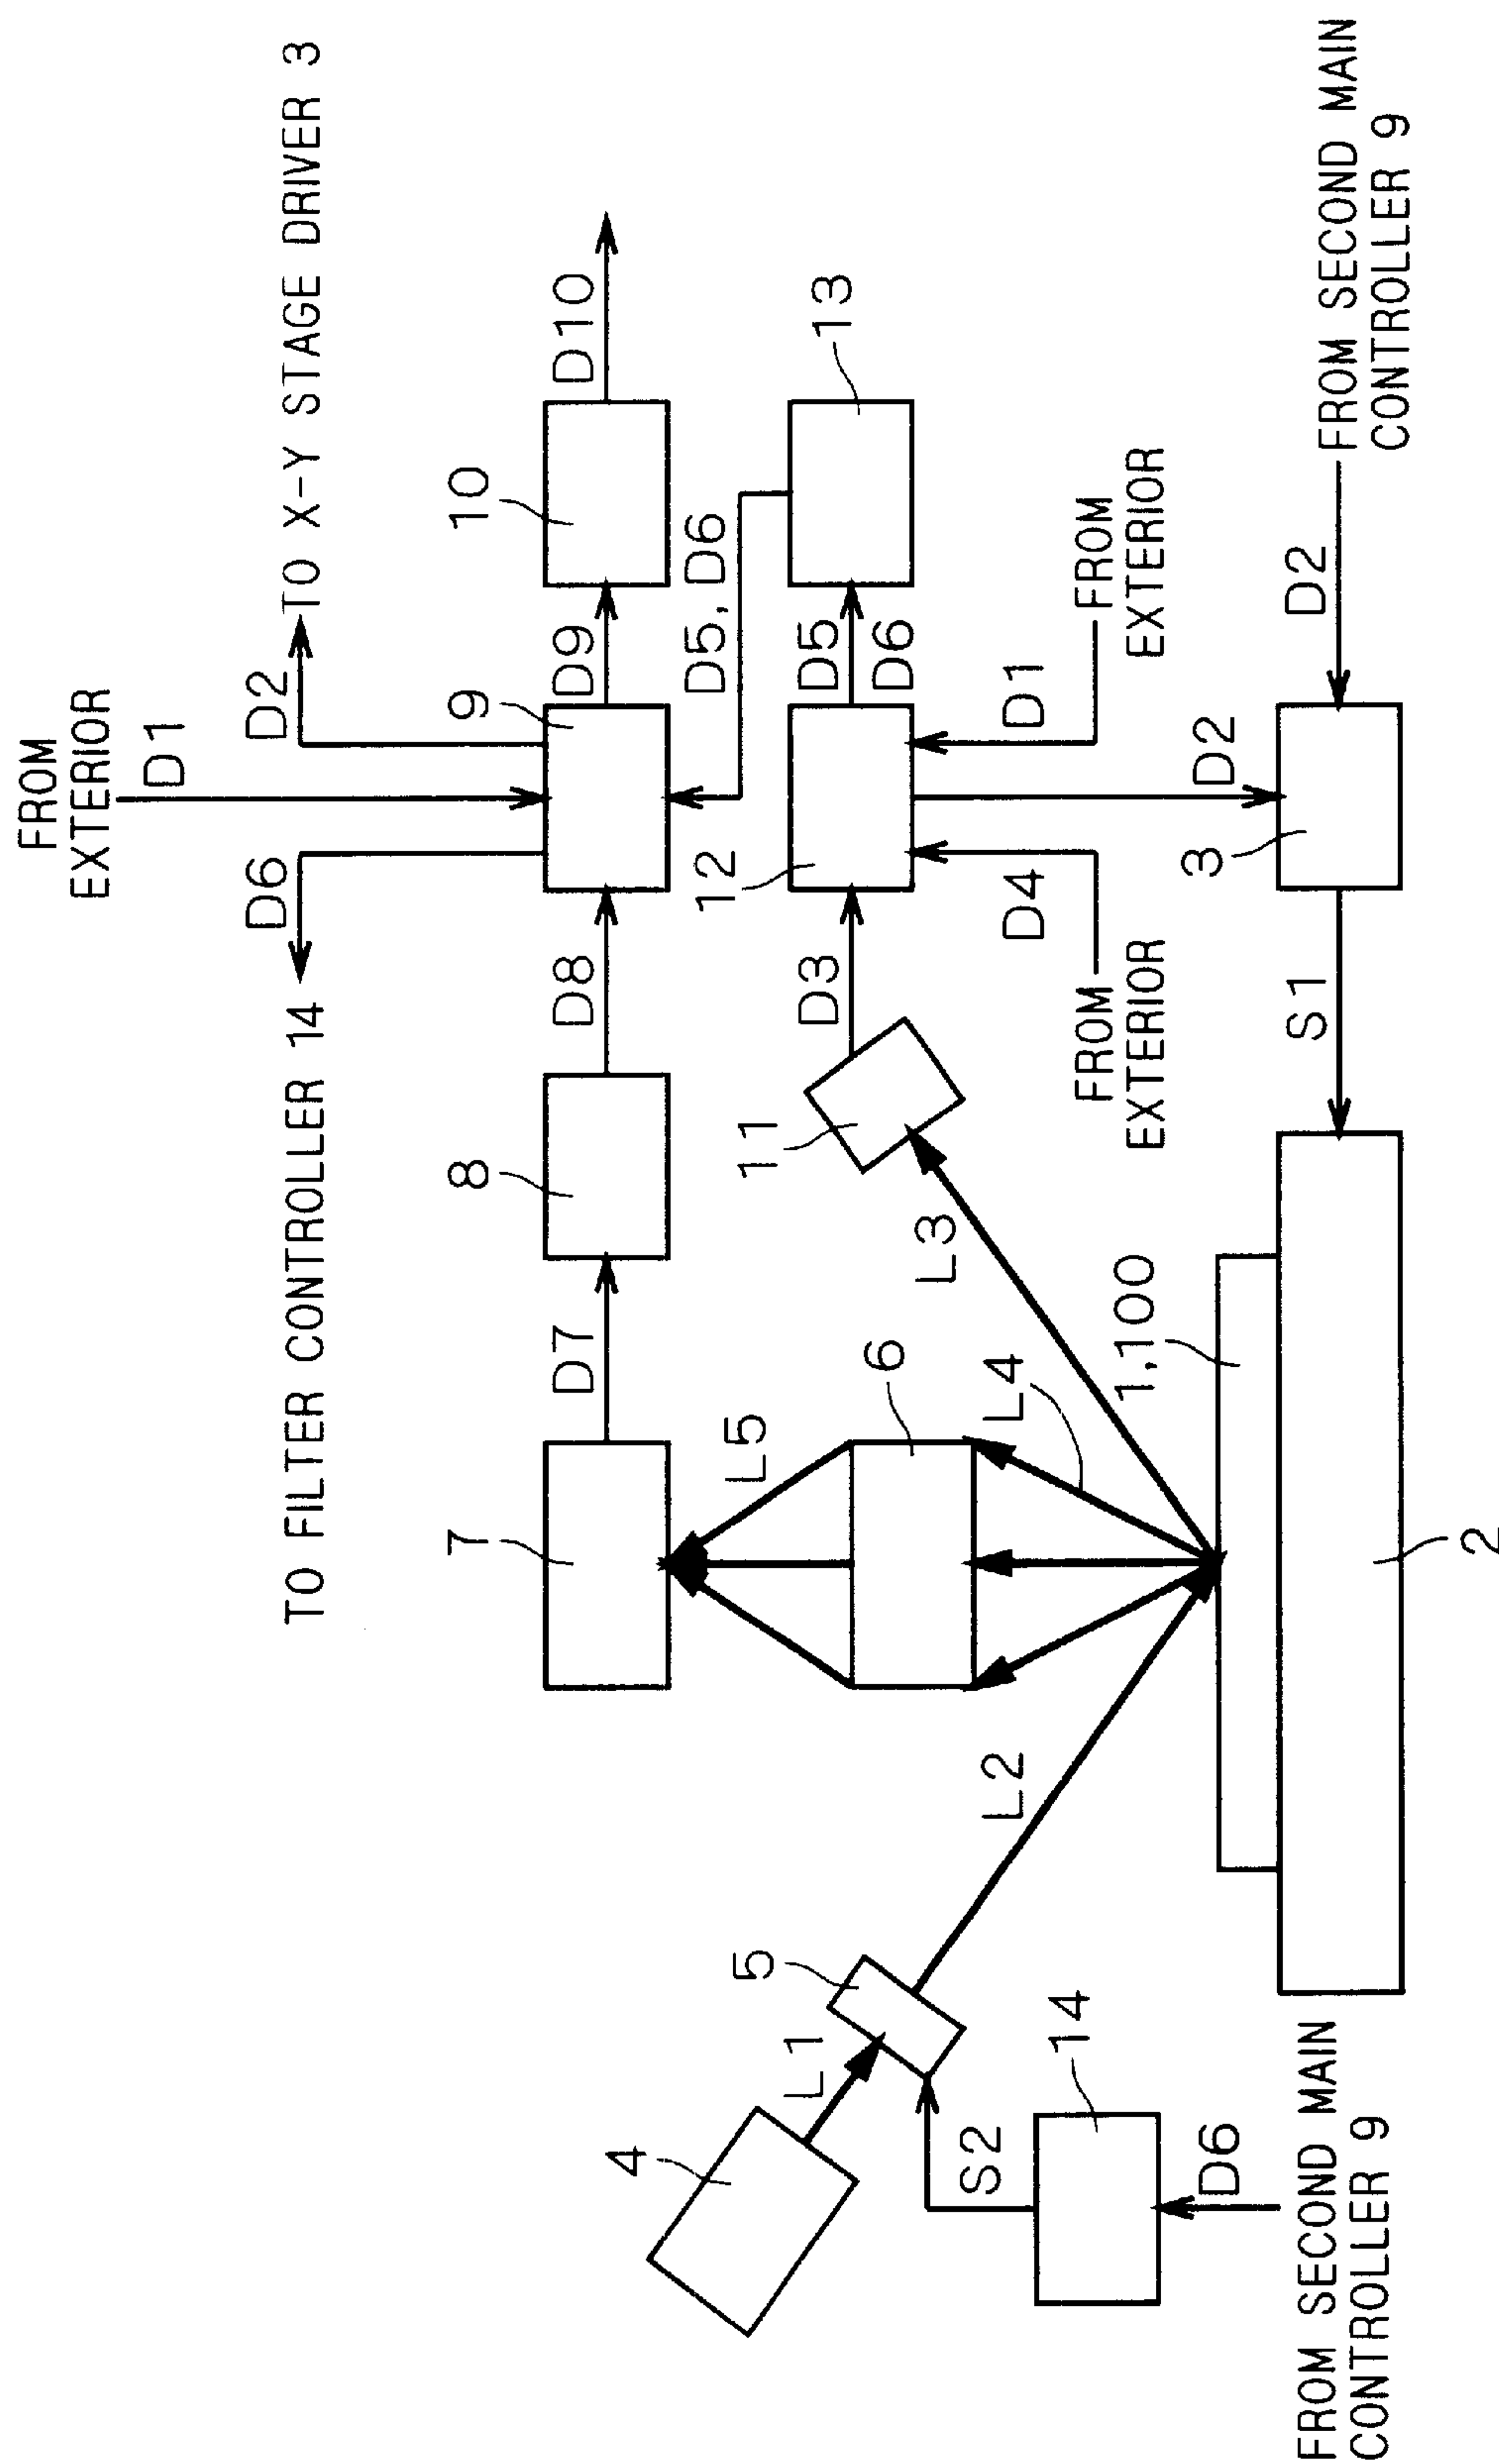 FROM
EXTERIOR
D1
D6
D2
TO FILTER CONTROLLER 14
TO X-Y STAGE DRIVER 3
7
D7
8
D8
9
D9
10
D10
L5
D5, D6
4
L1
5
6
11
D3
12
D5
D6
13
S2
14
L2
L4
L3
D4
D1
FROM
EXTERIOR
FROM
EXTERIOR
1,100
D6
FROM SECOND MAIN
CONTROLLER 9
2
S1
3
D2
D2
FROM SECOND MAIN
CONTROLLER 9